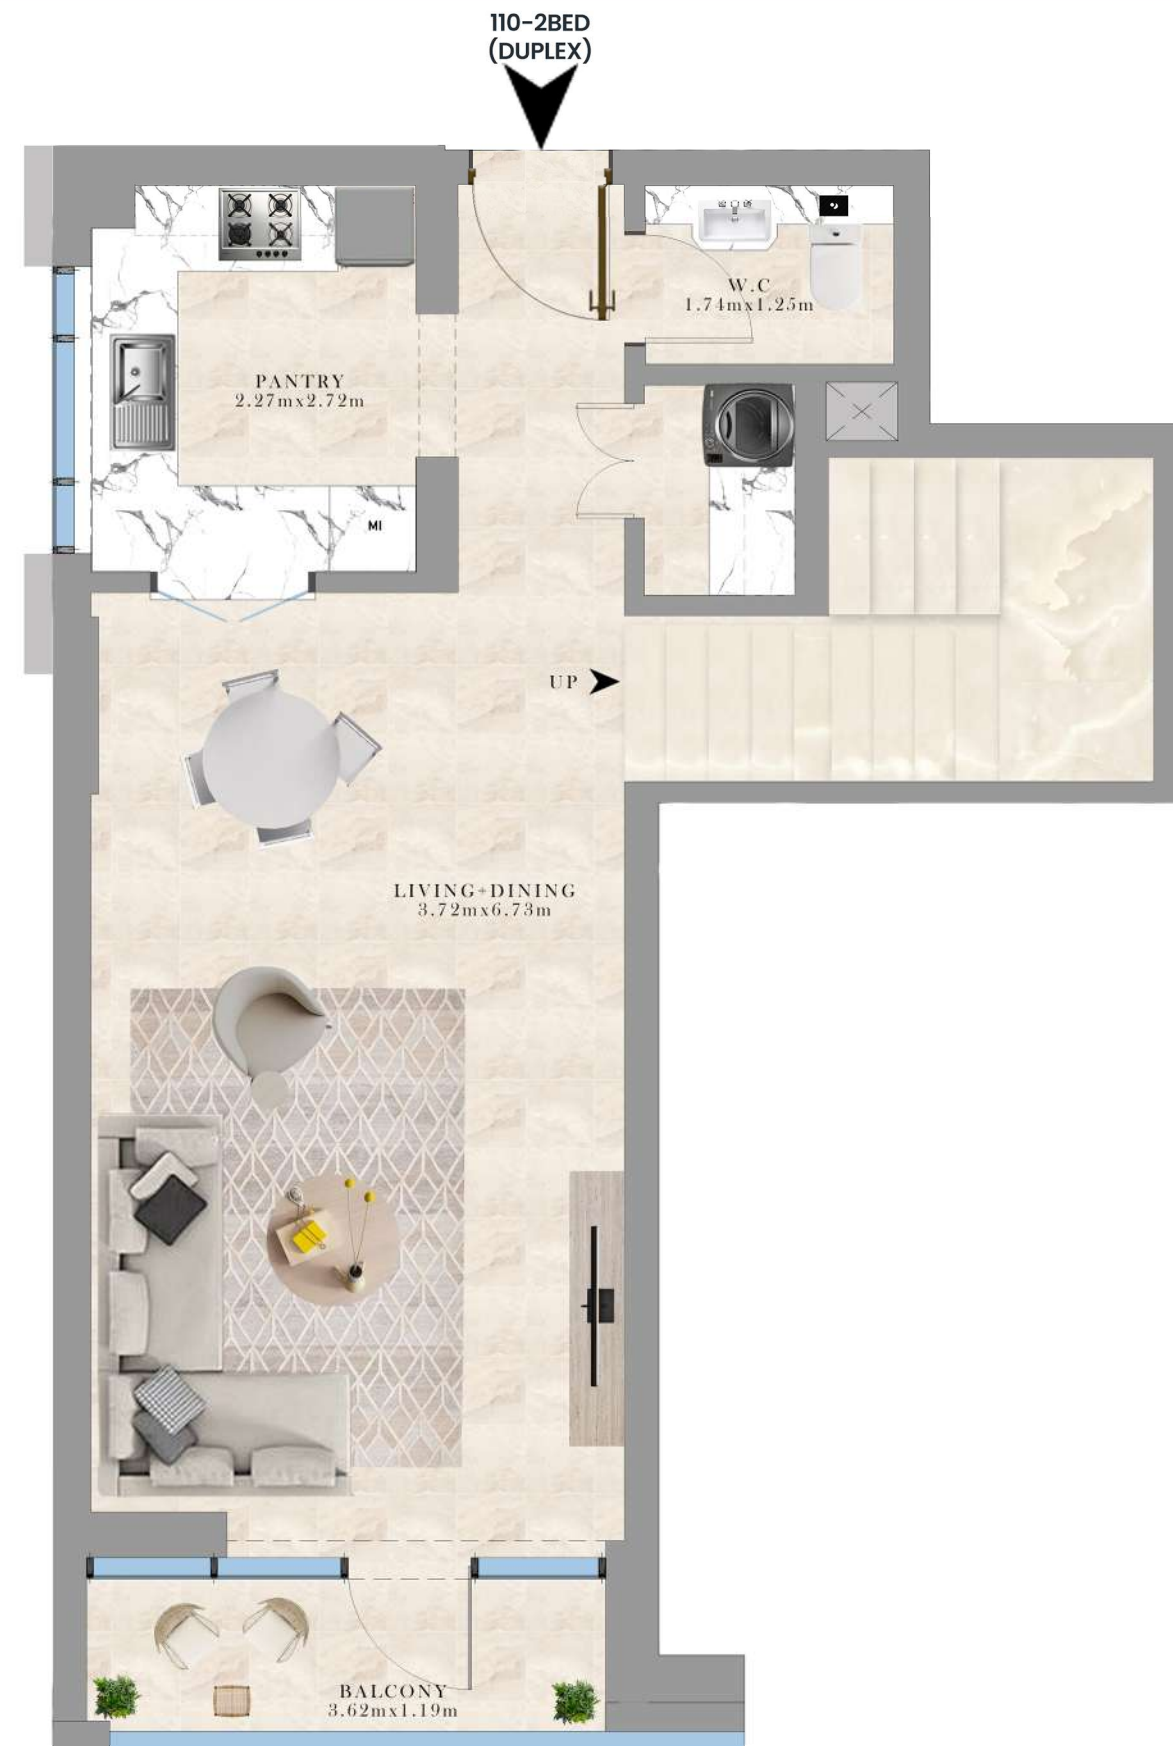 110-2BED
(DUPLEX)
W.C
1.74mx1.25m
PANTRY
2.27mx2.72m
MI
UP
LIVING+DINING
3.72mx6.73m
BALCONY
3.62mx1.19m